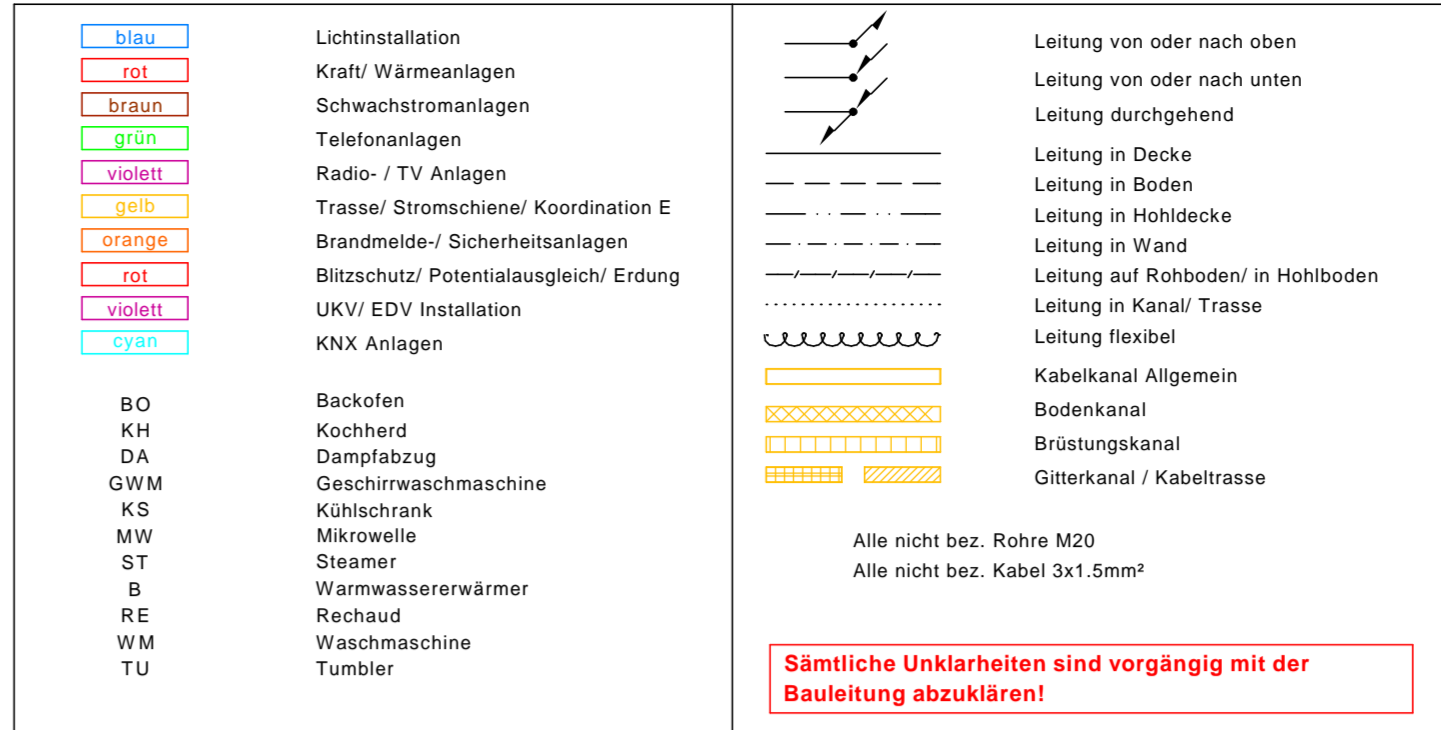 blau Lichtinstallation
rot Kraft/ Wärmeanlagen
braun Schwachstromanlagen
grün Telefonanlagen
violett Radio- / TV Anlagen
gelb Trasse/ Stromschiene/ Koordination E
orange Brandmelde-/ Sicherheitsanlagen
rot Blitzschutz/ Potentialausgleich/ Erdung
violett UKV/ EDV Installation
cyan KNX Anlagen
BO Backofen
KH Kochherd
DA Dampfabzug
GWM Geschirrwaschmaschine
KS Kühlschrank
MW Mikrowelle
ST Steamer
B Warmwassererwärmer
RE Rechaud
WM Waschmaschine
TU Tumbler
Leitung von oder nach oben
Leitung von oder nach unten
Leitung durchgehend
Leitung in Decke
Leitung in Boden
Leitung in Hohldecke
Leitung in Wand
Leitung auf Rohboden/ in Hohlboden
Leitung in Kanal/ Trasse
Leitung flexibel
Kabelkanal Allgemein
Bodenkanal
Brüstungskanal
Gitterkanal / Kabeltrasse
Alle nicht bez. Rohre M20
Alle nicht bez. Kabel 3x1.5mm²
Sämtliche Unklarheiten sind vorgängig mit der
Bauleitung abzuklären!